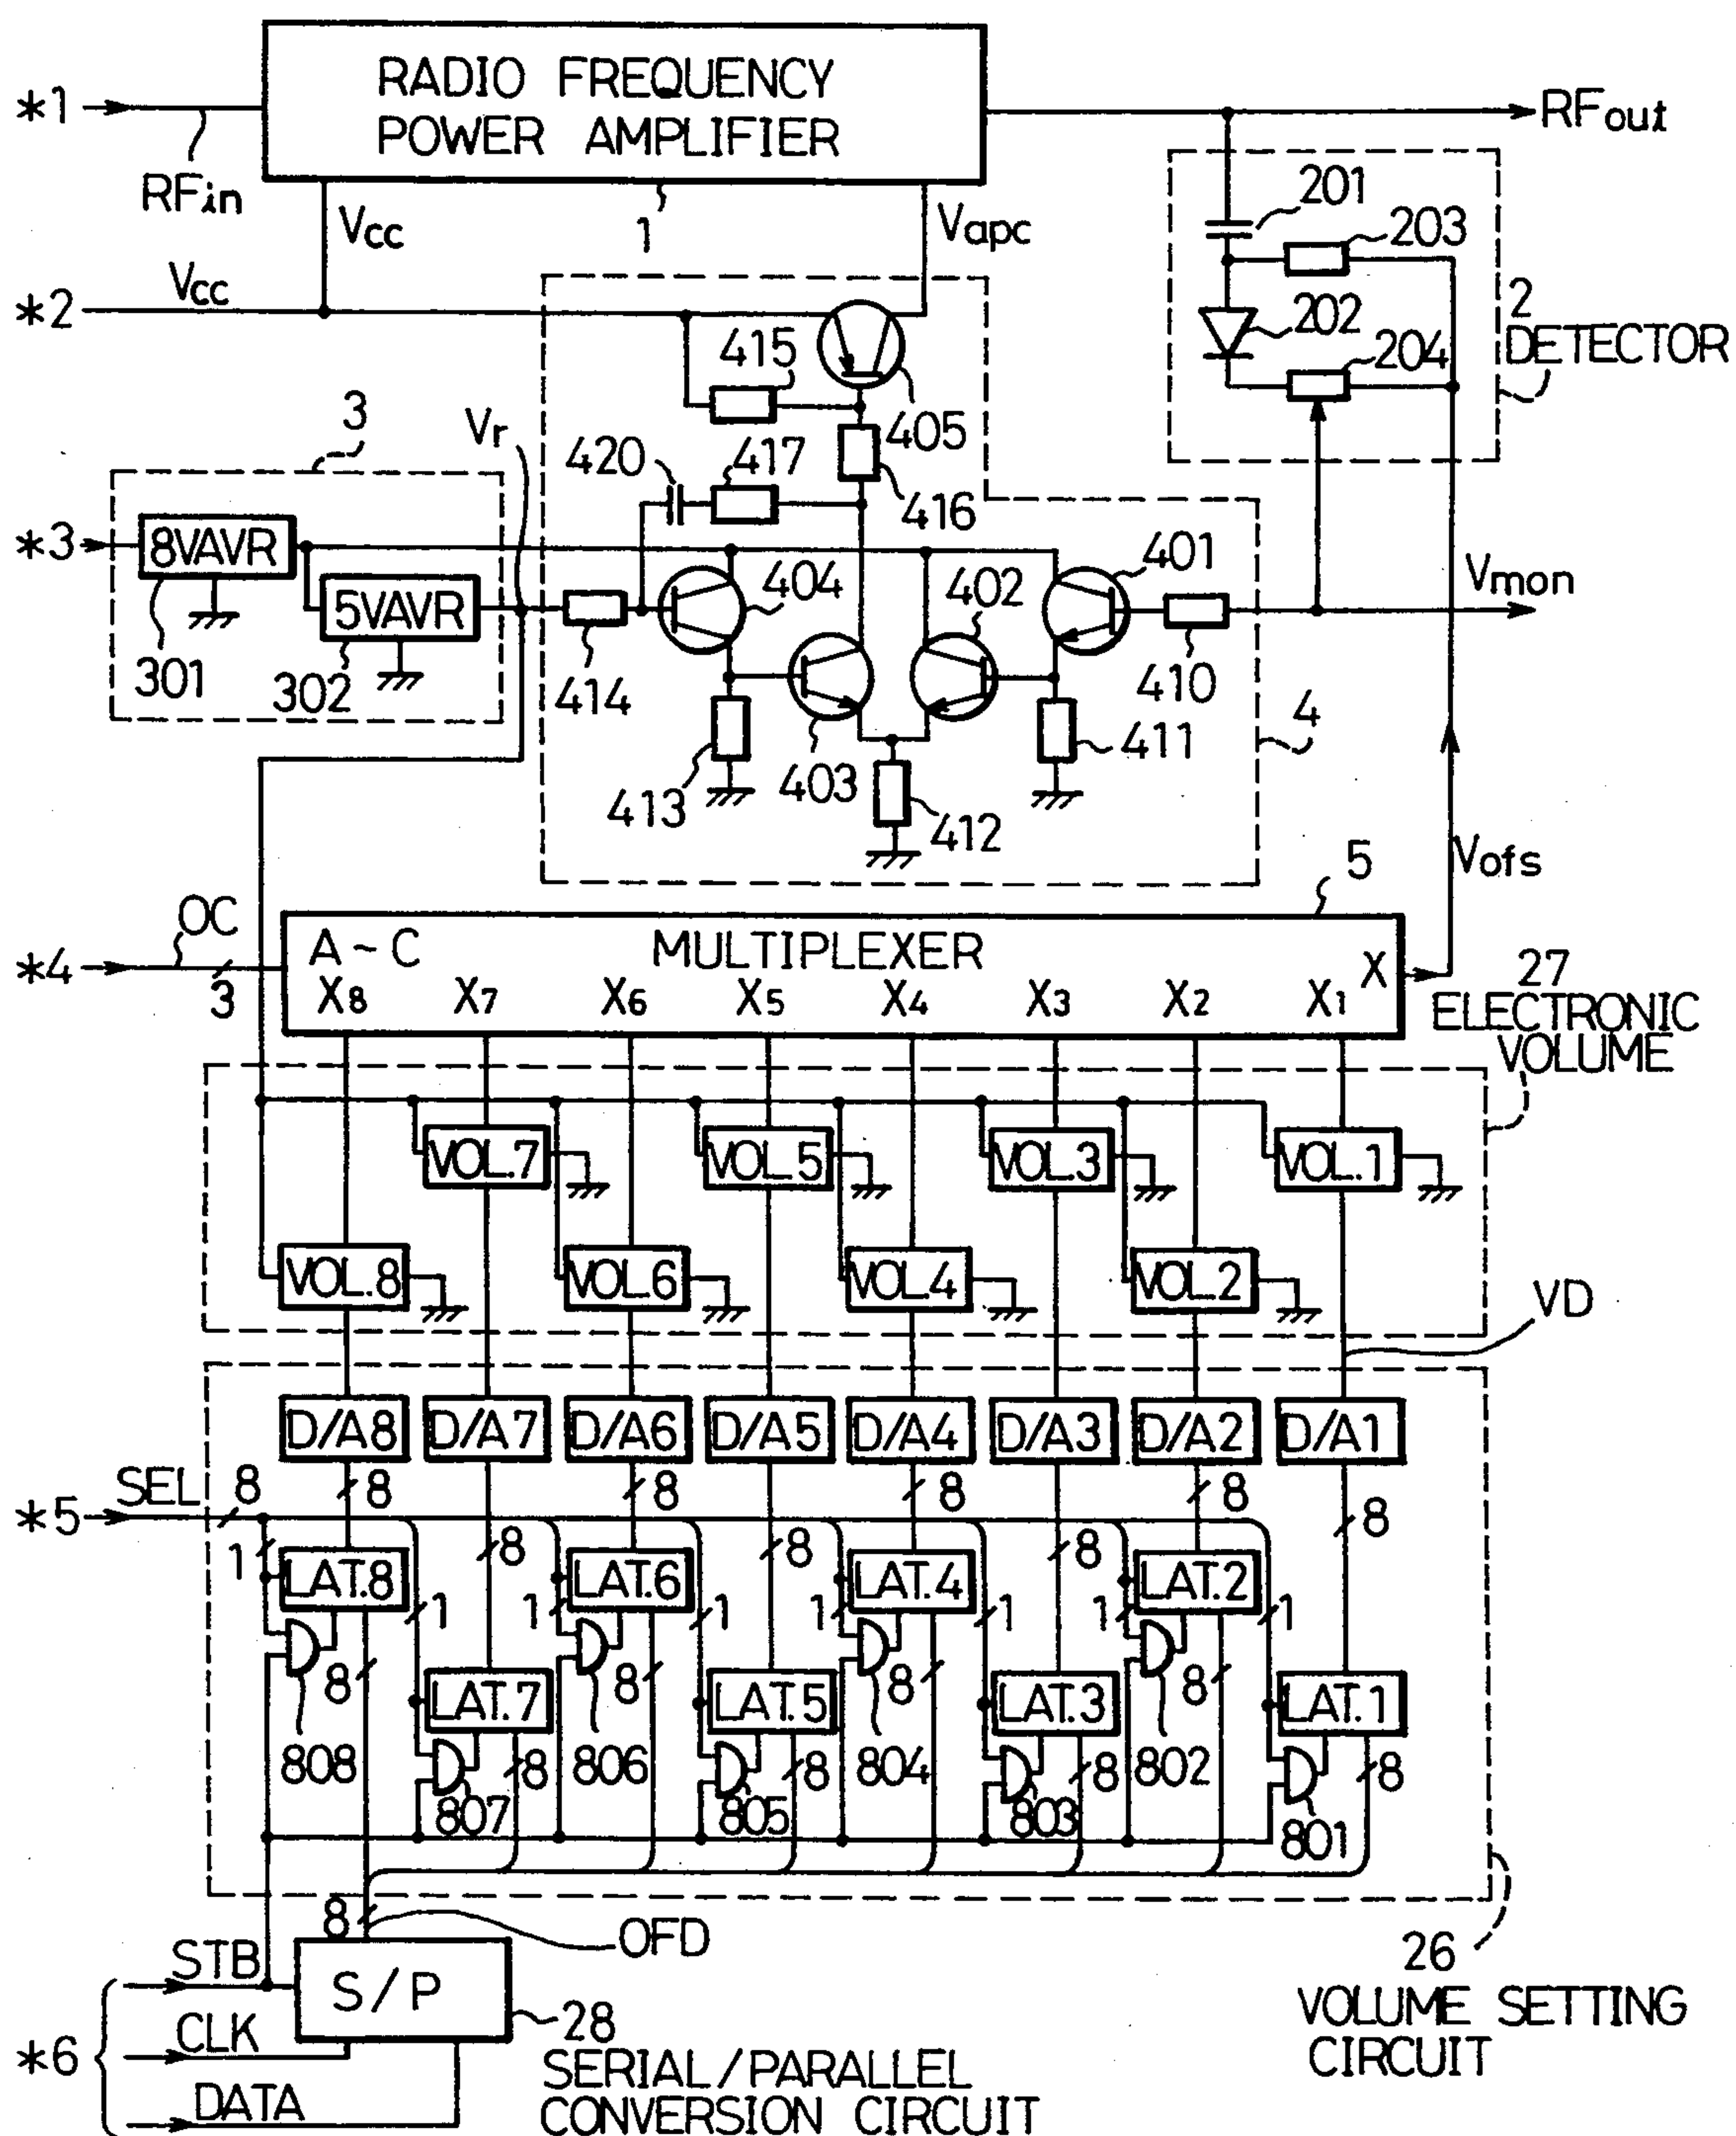 RADIO FREQUENCY
POWER AMPLIFIER
*1
RFin
RFout
1
Vcc
Vapc
*2
Vcc
201
203
202
204
2
DETECTOR
415
405
3
Vr
420
417
416
*3
8VAVR
5VAVR
301
302
404
402
401
Vmon
414
410
413
403
412
411
4
Vofs
5
*4
OC
3
A~C
MULTIPLEXER
X
X8
X7
X6
X5
X4
X3
X2
X1
27
ELECTRONIC
VOLUME
VOL.7
VOL.5
VOL.3
VOL.1
VOL.8
VOL.6
VOL.4
VOL.2
VD
D/A8
D/A7
D/A6
D/A5
D/A4
D/A3
D/A2
D/A1
*5
SEL
8
8
8
8
8
8
8
8
8
8
1
LAT.8
1
1
LAT.6
1
1
LAT.4
1
1
LAT.2
1
8
8
8
8
LAT.7
LAT.5
LAT.3
LAT.1
808
806
804
802
8
8
8
8
807
805
803
801
8
OFD
STB
*6
CLK
DATA
S/P
28
SERIAL/PARALLEL
CONVERSION CIRCUIT
26
VOLUME SETTING
CIRCUIT